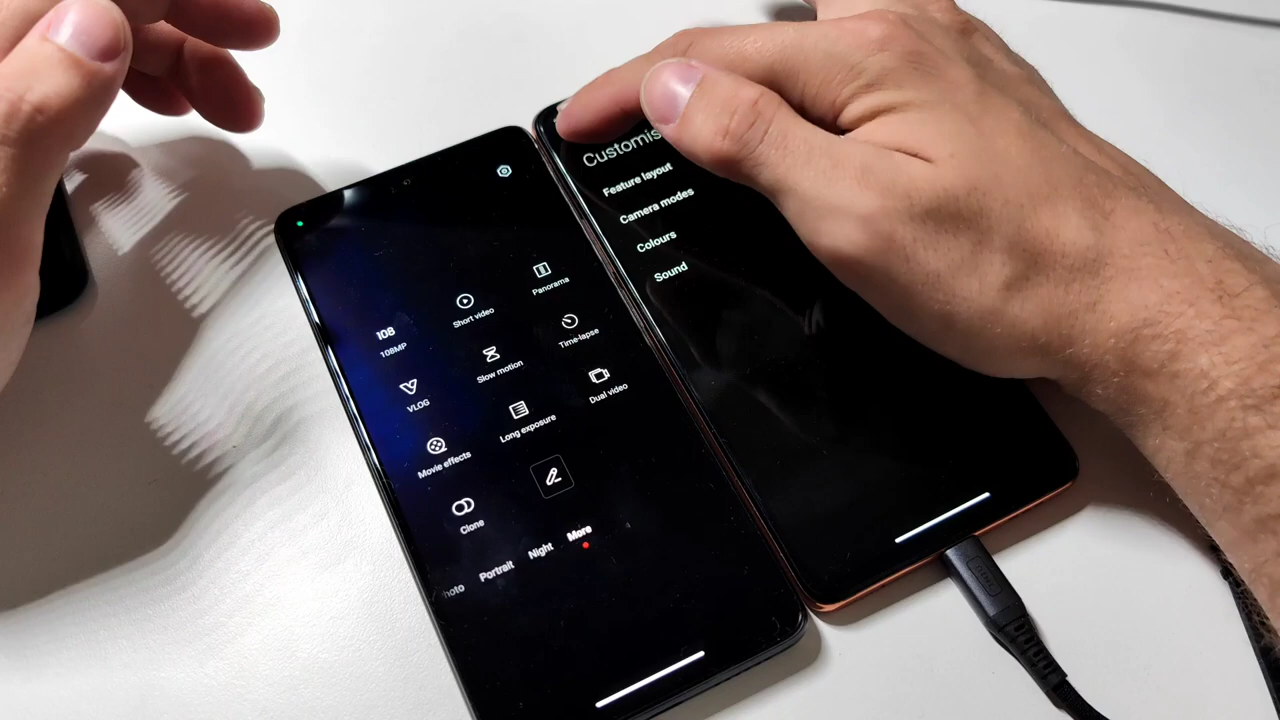 108
108MP
Short video
Panorama
VLOG
Slow motion
Time-lapse
Movie effects
Long exposure
Dual video
Clone
hoto
Portrait
Night
More
Customis
Feature layout
Camera modes
Colours
Sound